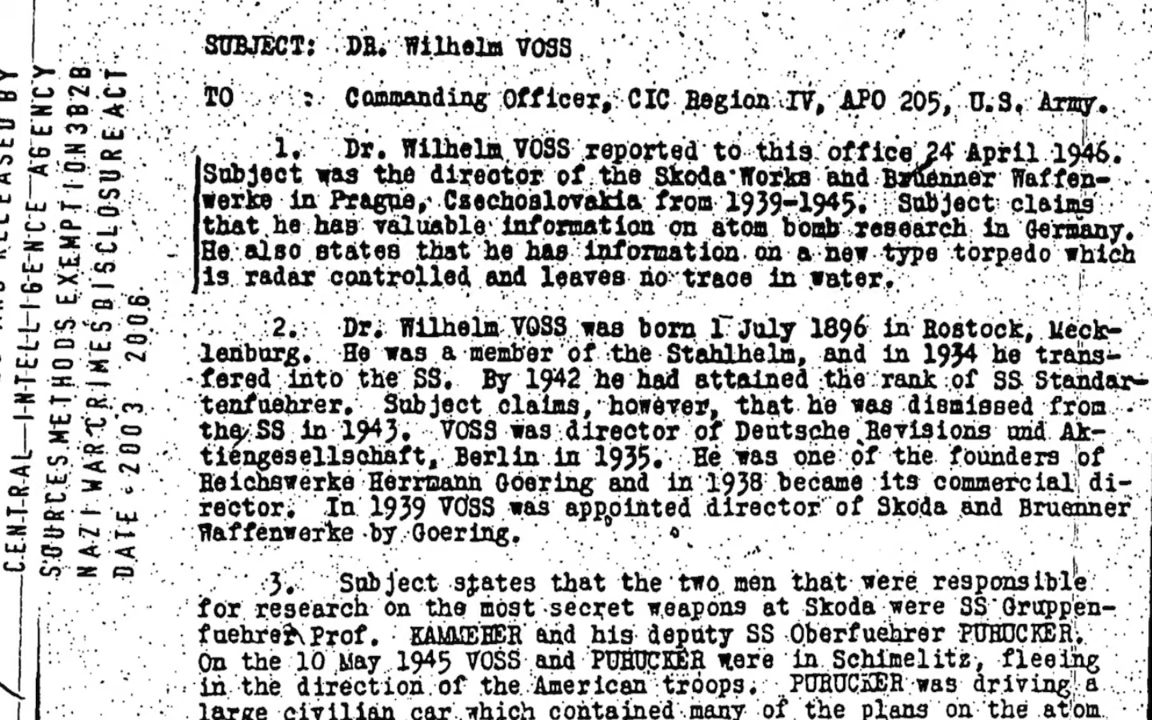 CENTRAL INTELLIGENCE AGENCY
SOURCES METHODS EXEMPTION 3B2B
NAZI WAR CRIMES DISCLOSURE ACT
DATE 2003 2006
SUBJECT: DR. Wilhelm VOSS
TO : Commanding Officer, CIC Region IV, APO 205, U.S. Army.
1. Dr. Wilhelm VOSS reported to this office 24 April 1946.
Subject was the director of the Skoda Works and Bruenner Waffen-
werke in Prague, Czechoslovakia from 1939-1945. Subject claims
that he has valuable information on atom bomb research in Germany.
He also states that he has information on a new type torpedo which
is radar controlled and leaves no trace in water.
2. Dr. Wilhelm VOSS was born 1 July 1896 in Rostock, Meck-
lenburg. He was a member of the Stahlhelm, and in 1934 he trans-
fered into the SS. By 1942 he had attained the rank of SS Standar-
tenfuehrer. Subject claims, however, that he was dismissed from
the SS in 1943. VOSS was director of Deutsche Revisions und Ak-
tiengesellschaft, Berlin in 1935. He was one of the founders of
Reichswerke Herrmann Goering and in 1938 became its commercial di-
rector. In 1939 VOSS was appointed director of Skoda and Bruenner
Waffenwerke by Goering.
3. Subject states that the two men that were responsible
for research on the most secret weapons at Skoda were SS Gruppen-
fuehrer Prof. KAMMERER and his deputy SS Oberfuehrer PURUCKER.
On the 10 May 1945 VOSS and PURUCKER were in Schimelitz, fleeing
in the direction of the American troops. PURUCKER was driving a
large civilian car which contained many of the plans on the atom